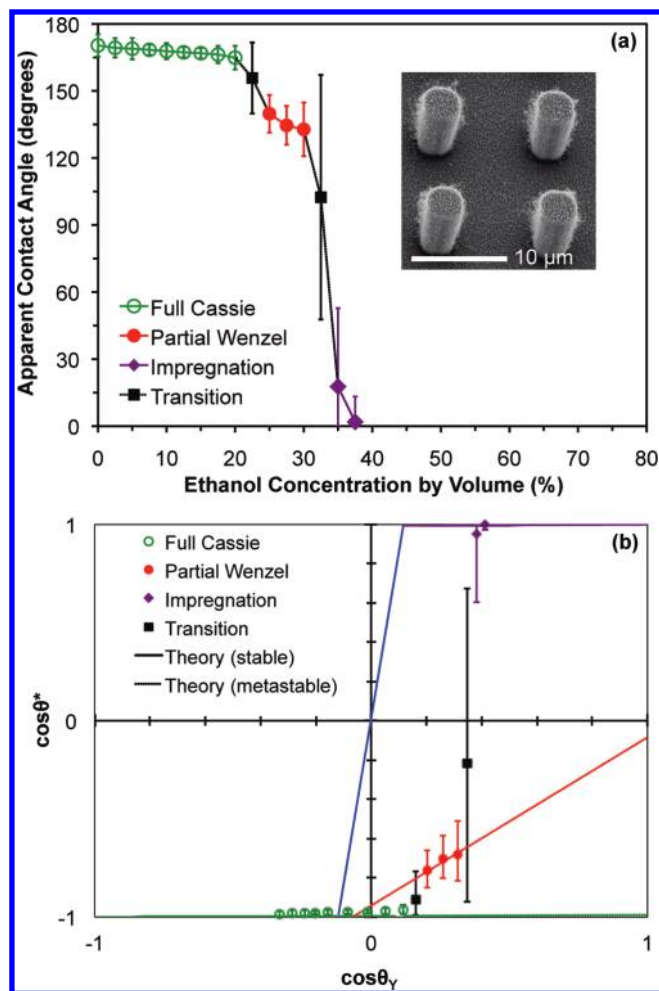 180
(a)
150
120
90
60
30
0
Apparent Contact Angle (degrees)
10 µm
Full Cassie
Partial Wenzel
Impregnation
Transition
0 10 20 30 40 50 60 70 80
Ethanol Concentration by Volume (%)
1
(b)
Full Cassie
Partial Wenzel
Impregnation
Transition
Theory (stable)
Theory (metastable)
cosθ*
0
-1
-1 0 1
cosθY